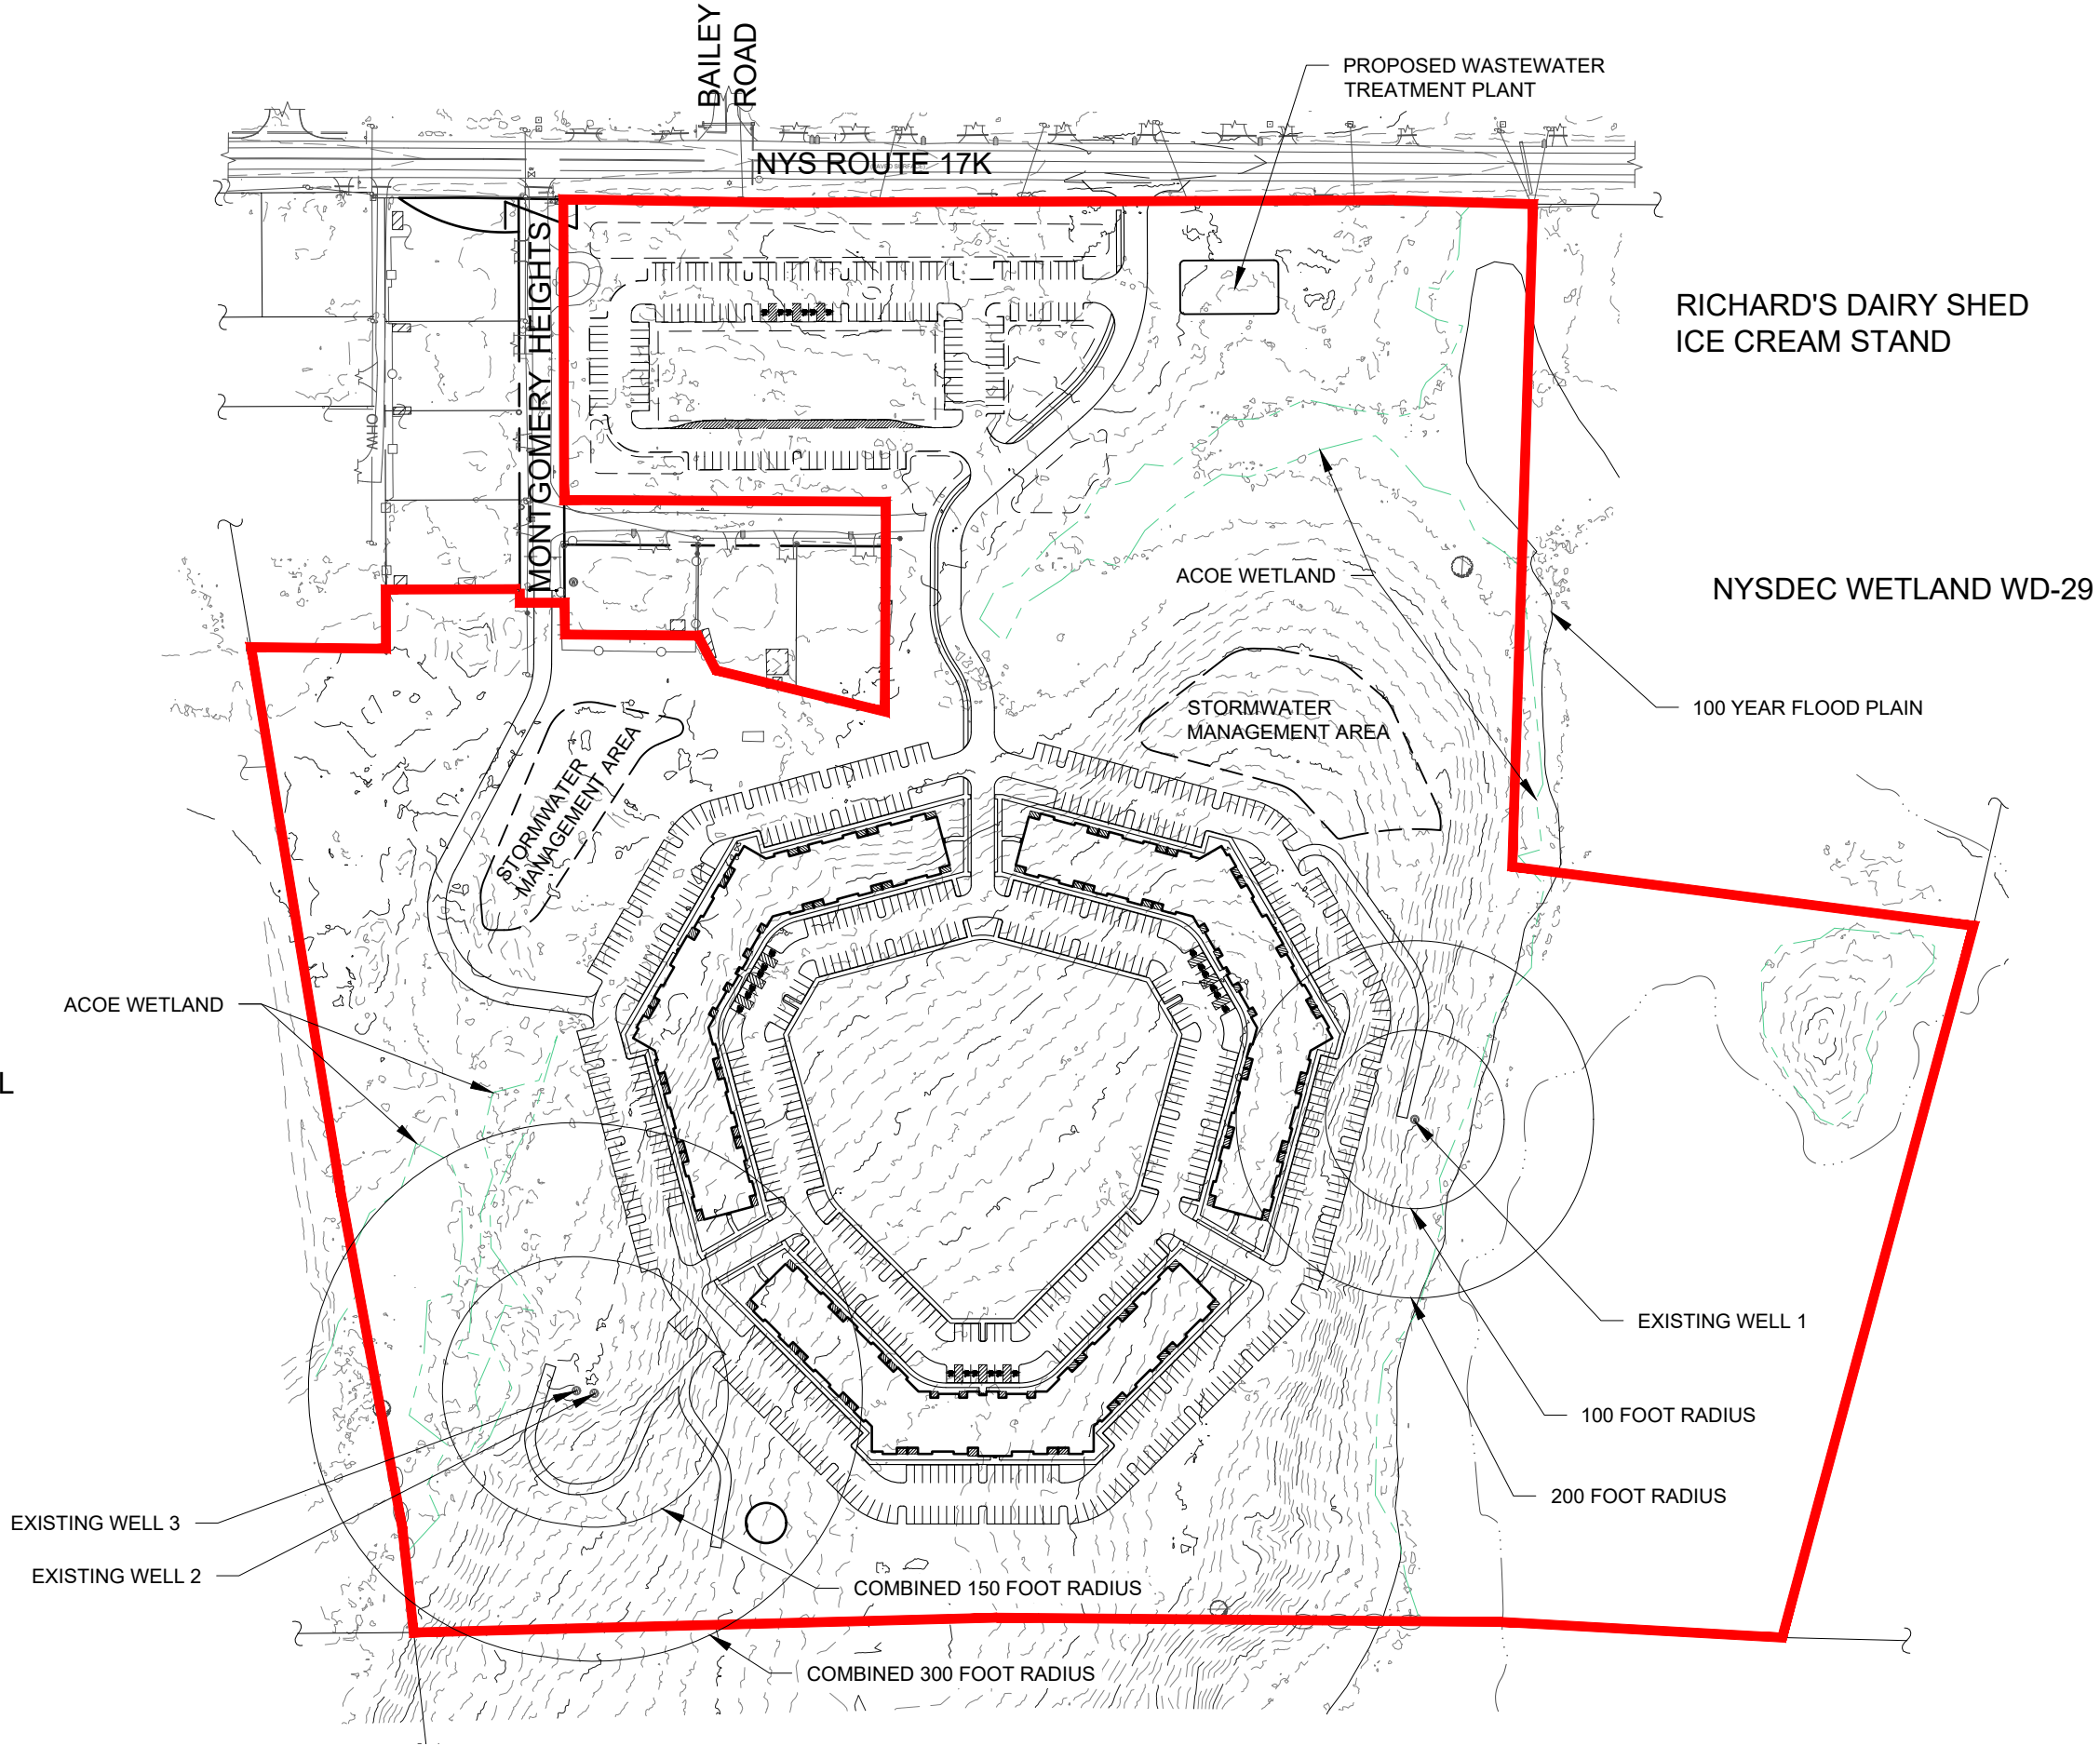 BAILEY
ROAD
PROPOSED WASTEWATER
TREATMENT PLANT
NYS ROUTE 17K
MONTGOMERY HEIGHTS
RICHARD'S DAIRY SHED
ICE CREAM STAND
OHW
ACOE WETLAND
NYSDEC WETLAND WD-29
100 YEAR FLOOD PLAIN
STORMWATER
MANAGEMENT AREA
STORMWATER
MANAGEMENT AREA
ACOE WETLAND
L
EXISTING WELL 1
100 FOOT RADIUS
200 FOOT RADIUS
EXISTING WELL 3
EXISTING WELL 2
COMBINED 150 FOOT RADIUS
COMBINED 300 FOOT RADIUS